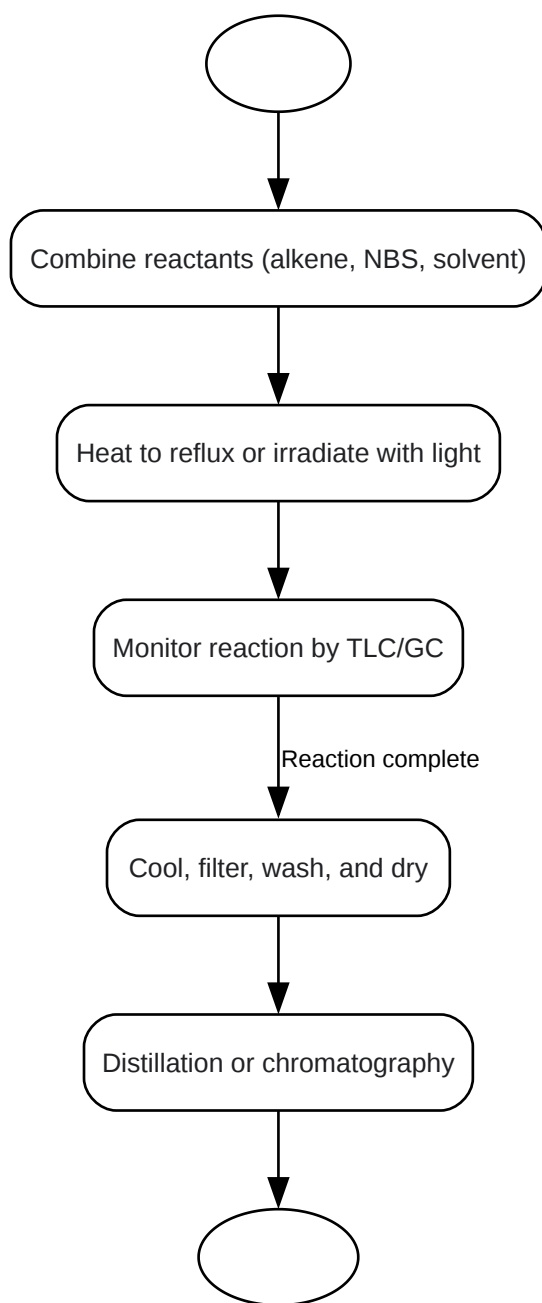 Combine reactants (alkene, NBS, solvent)
Heat to reflux or irradiate with light
Monitor reaction by TLC/GC
Reaction complete
Cool, filter, wash, and dry
Distillation or chromatography